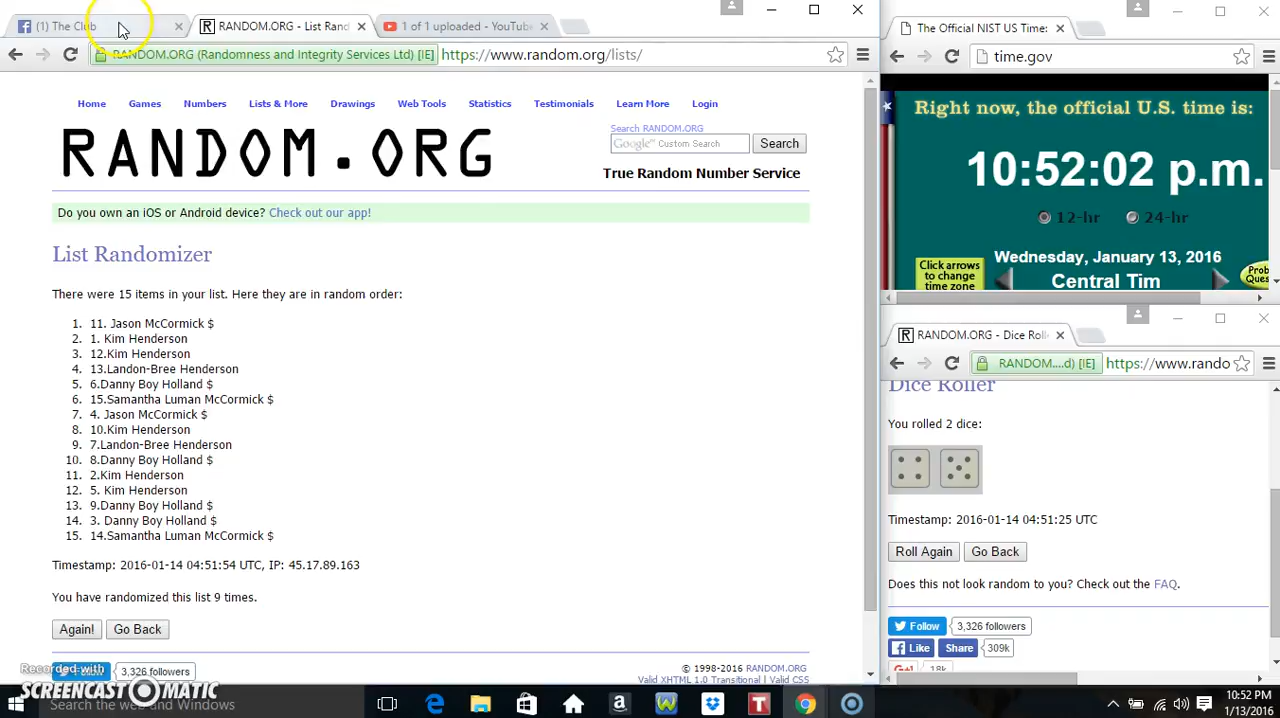 (1) The Club
RANDOM.ORG - List Rand
1 of 1 uploaded - YouTube
RANDOM.ORG (Randomness and Integrity Services Ltd) [IE]
https://www.random.org/lists/
Home Games Numbers Lists & More Drawings Web Tools Statistics Testimonials Learn More Login
RANDOM.ORG
Search RANDOM.ORG
Google™ Custom Search
Search
True Random Number Service
Do you own an iOS or Android device? Check out our app!
List Randomizer
There were 15 items in your list. Here they are in random order:
1. 11. Jason McCormick $
2. 1. Kim Henderson
3. 12.Kim Henderson
4. 13.Landon-Bree Henderson
5. 6.Danny Boy Holland $
6. 15.Samantha Luman McCormick $
7. 4. Jason McCormick $
8. 10.Kim Henderson
9. 7.Landon-Bree Henderson
10. 8.Danny Boy Holland $
11. 2.Kim Henderson
12. 5. Kim Henderson
13. 9.Danny Boy Holland $
14. 3. Danny Boy Holland $
15. 14.Samantha Luman McCormick $
Timestamp: 2016-01-14 04:51:54 UTC, IP: 45.17.89.163
You have randomized this list 9 times.
Again! Go Back
3,326 followers
© 1998-2016 RANDOM.ORG
Valid XHTML 1.0 Transitional | Valid CSS
Recorded with
SCREENCAST-O-MATIC
Search the web and Windows
The Official NIST US Time:
time.gov
Right now, the official U.S. time is:
10:52:02 p.m.
12-hr 24-hr
Wednesday, January 13, 2016
Central Tim
Click arrows
to change
time zone
Prob
Ques
RANDOM.ORG - Dice Rolle
RANDOM....d) [IE]
https://www.rando
Dice Roller
You rolled 2 dice:
Timestamp: 2016-01-14 04:51:25 UTC
Roll Again Go Back
Does this not look random to you? Check out the FAQ.
Follow 3,326 followers
Like Share 309k
G+1 18k
10:52 PM
1/13/2016